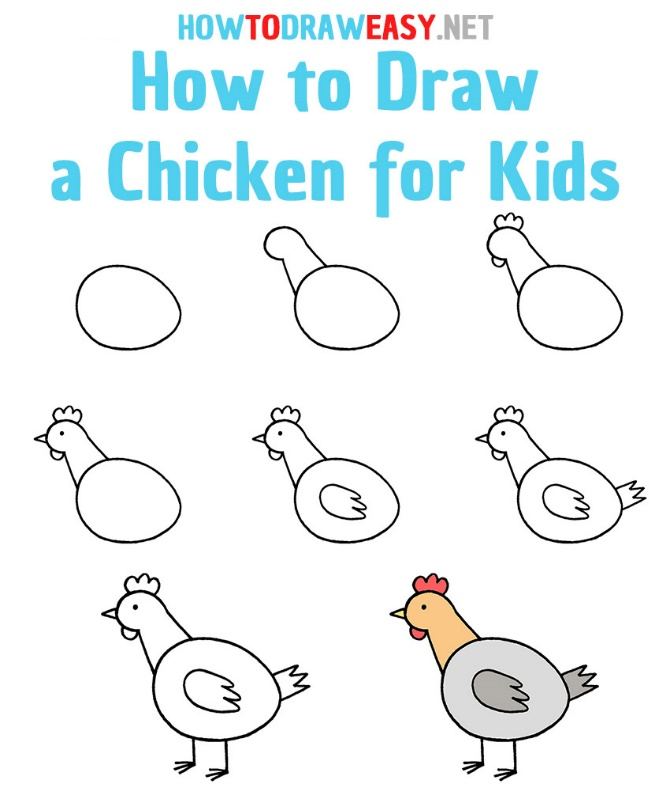 HOWTODRAWEASY.NET
How to Draw
a Chicken for Kids